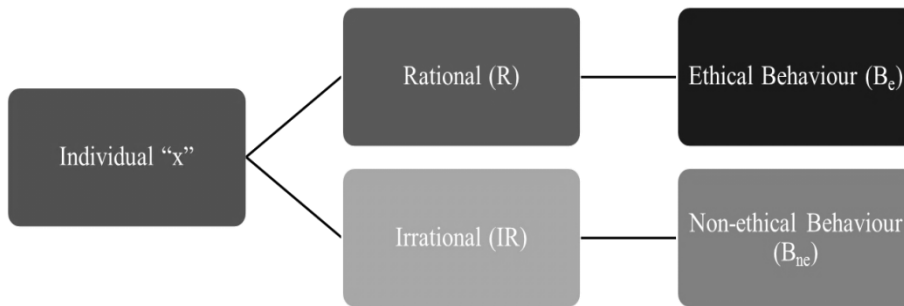 Individual “x”
Rational (R)
Ethical Behaviour (Bₑ)
Irrational (IR)
Non-ethical Behaviour
(Bₙₑ)